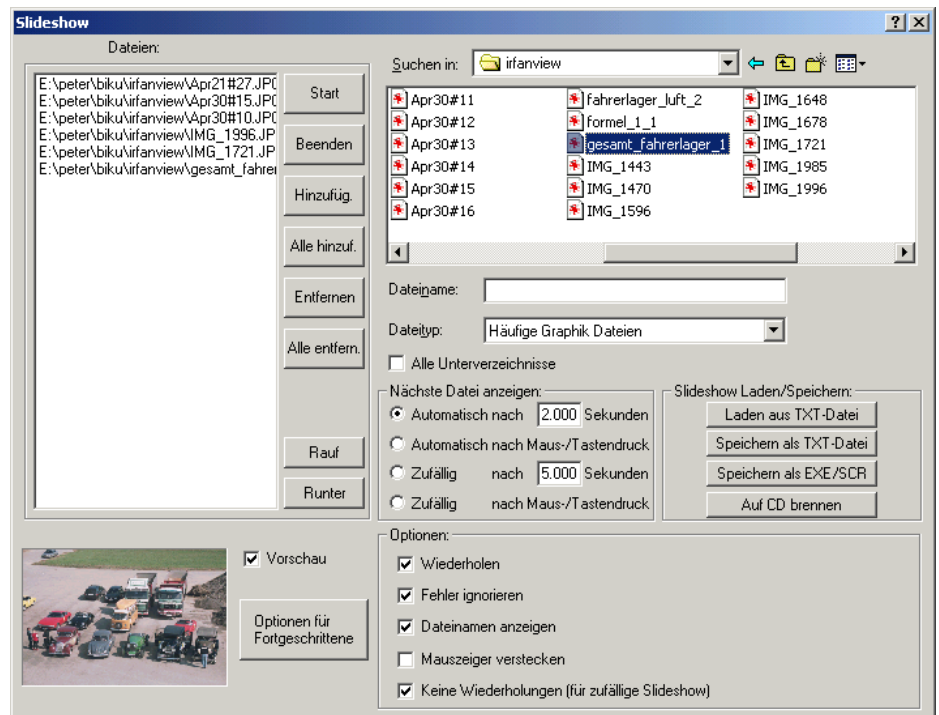 Slideshow
Dateien:
E:\peter\biku\irfanview\Apr21#27.JPG
E:\peter\biku\irfanview\Apr30#15.JPG
E:\peter\biku\irfanview\Apr30#10.JPG
E:\peter\biku\irfanview\IMG_1996.JP
E:\peter\biku\irfanview\IMG_1721.JP
E:\peter\biku\irfanview\gesamt_fahrer
Start
Beenden
Hinzufüg.
Alle hinzuf.
Entfernen
Alle entfern.
Rauf
Runter
Suchen in: irfanview
Apr30#11
Apr30#12
Apr30#13
Apr30#14
Apr30#15
Apr30#16
fahrerlager_luft_2
formel_1_1
gesamt_fahrerlager_1
IMG_1443
IMG_1470
IMG_1596
IMG_1648
IMG_1678
IMG_1721
IMG_1985
IMG_1996
Dateiname:
Dateityp: Häufige Graphik Dateien
Alle Unterverzeichnisse
Nächste Datei anzeigen:
Automatisch nach 2.000 Sekunden
Automatisch nach Maus-/Tastendruck
Zufällig nach 5.000 Sekunden
Zufällig nach Maus-/Tastendruck
Slideshow Laden/Speichern:
Laden aus TXT-Datei
Speichern als TXT-Datei
Speichern als EXE/SCR
Auf CD brennen
Vorschau
Optionen für
Fortgeschrittene
Optionen:
Wiederholen
Fehler ignorieren
Dateinamen anzeigen
Mauszeiger verstecken
Keine Wiederholungen (für zufällige Slideshow)